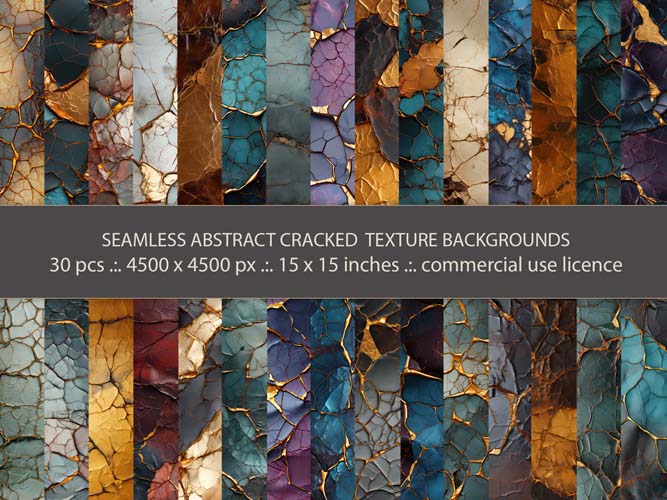 SEAMLESS ABSTRACT CRACKED TEXTURE BACKGROUNDS
30 pcs .:. 4500 x 4500 px .:. 15 x 15 inches .:. commercial use licence